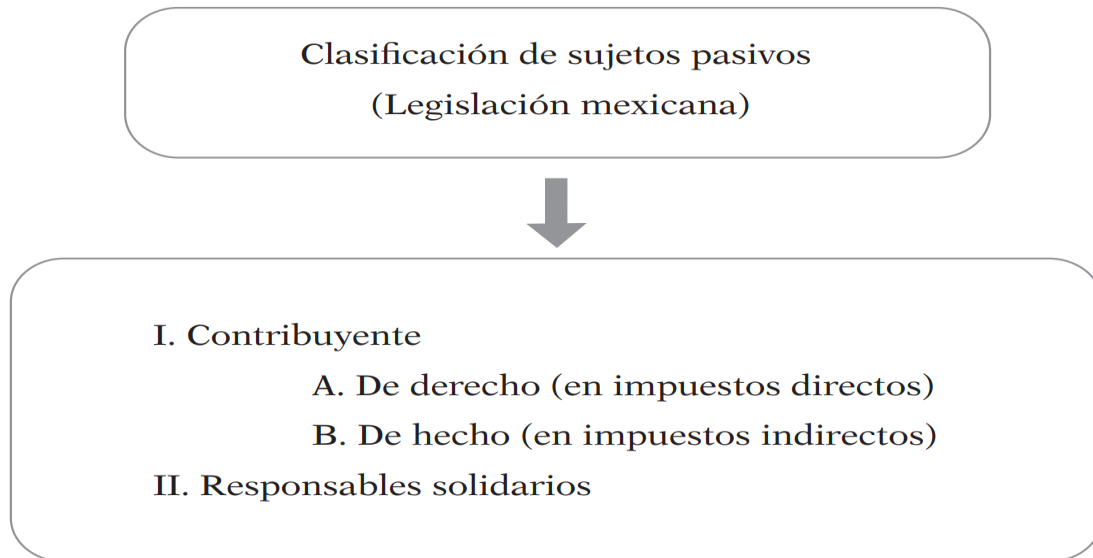 Clasificación de sujetos pasivos
(Legislación mexicana)
I. Contribuyente
A. De derecho (en impuestos directos)
B. De hecho (en impuestos indirectos)
II. Responsables solidarios